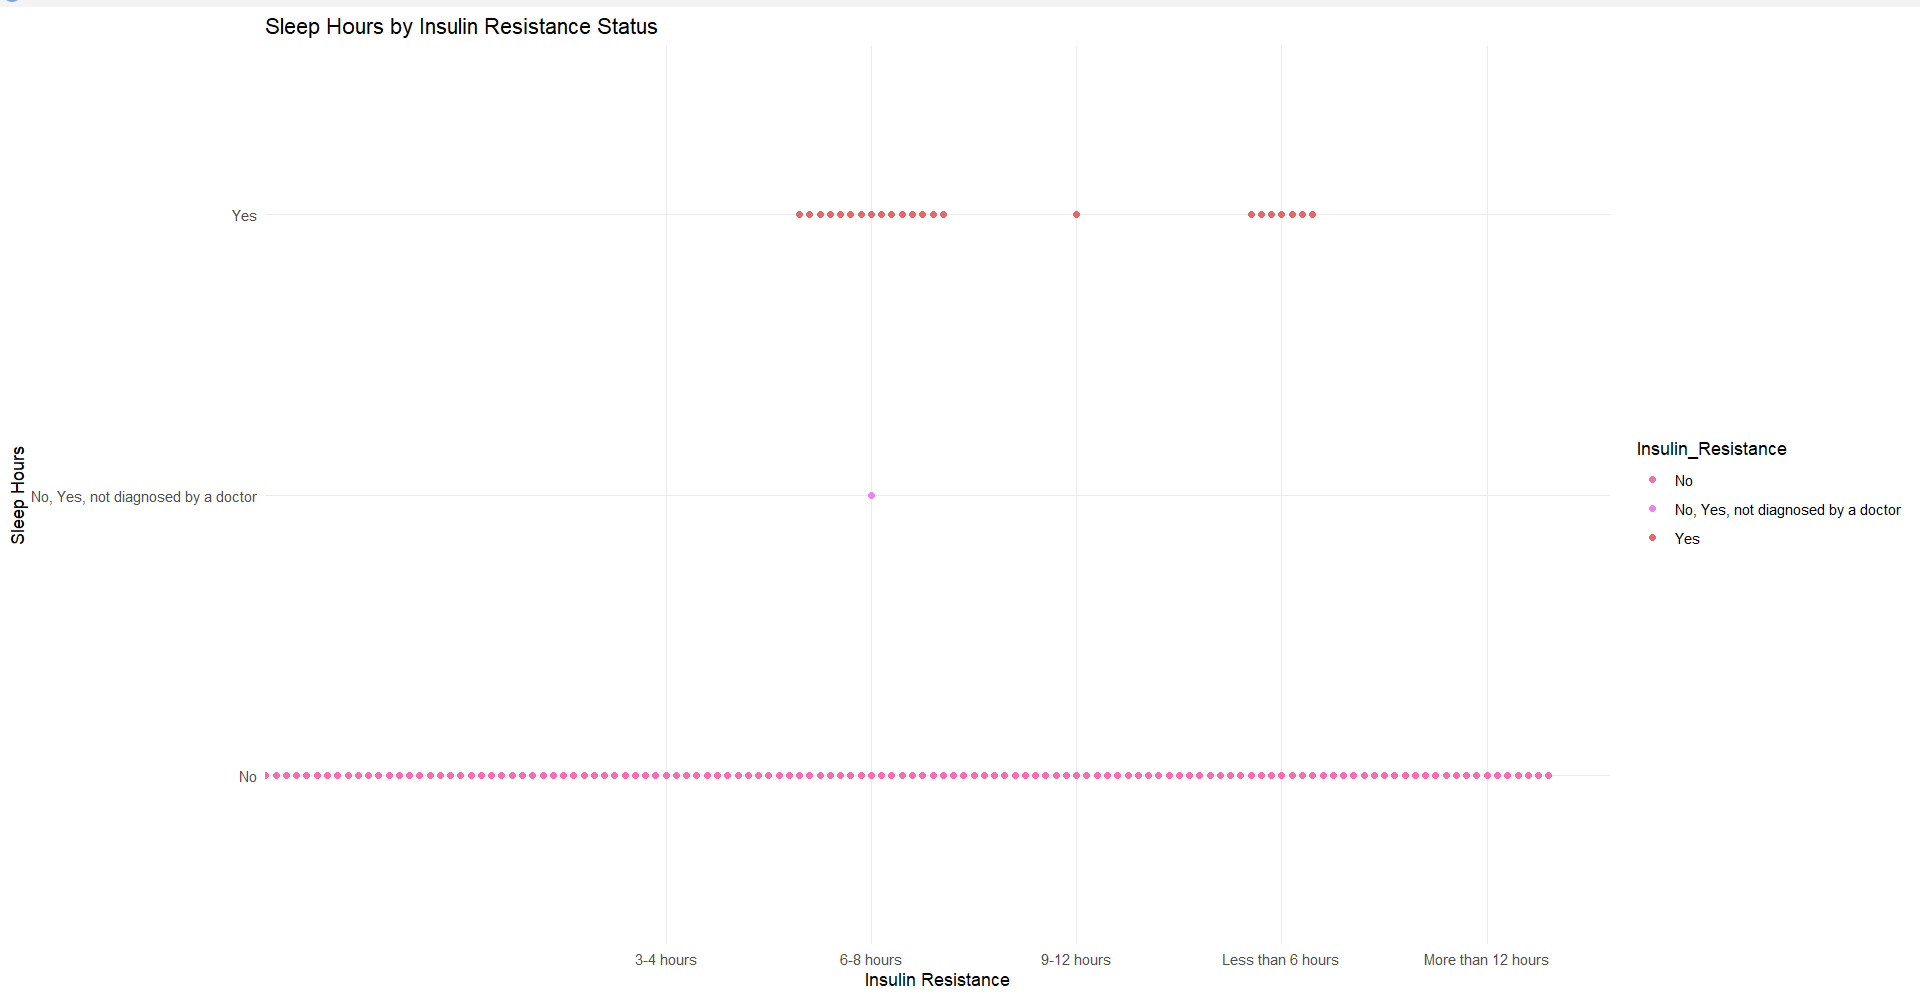 Sleep Hours by Insulin Resistance Status
Yes
No, Yes, not diagnosed by a doctor
No
Sleep Hours
3-4 hours
6-8 hours
9-12 hours
Less than 6 hours
More than 12 hours
Insulin Resistance
Insulin_Resistance
No
No, Yes, not diagnosed by a doctor
Yes